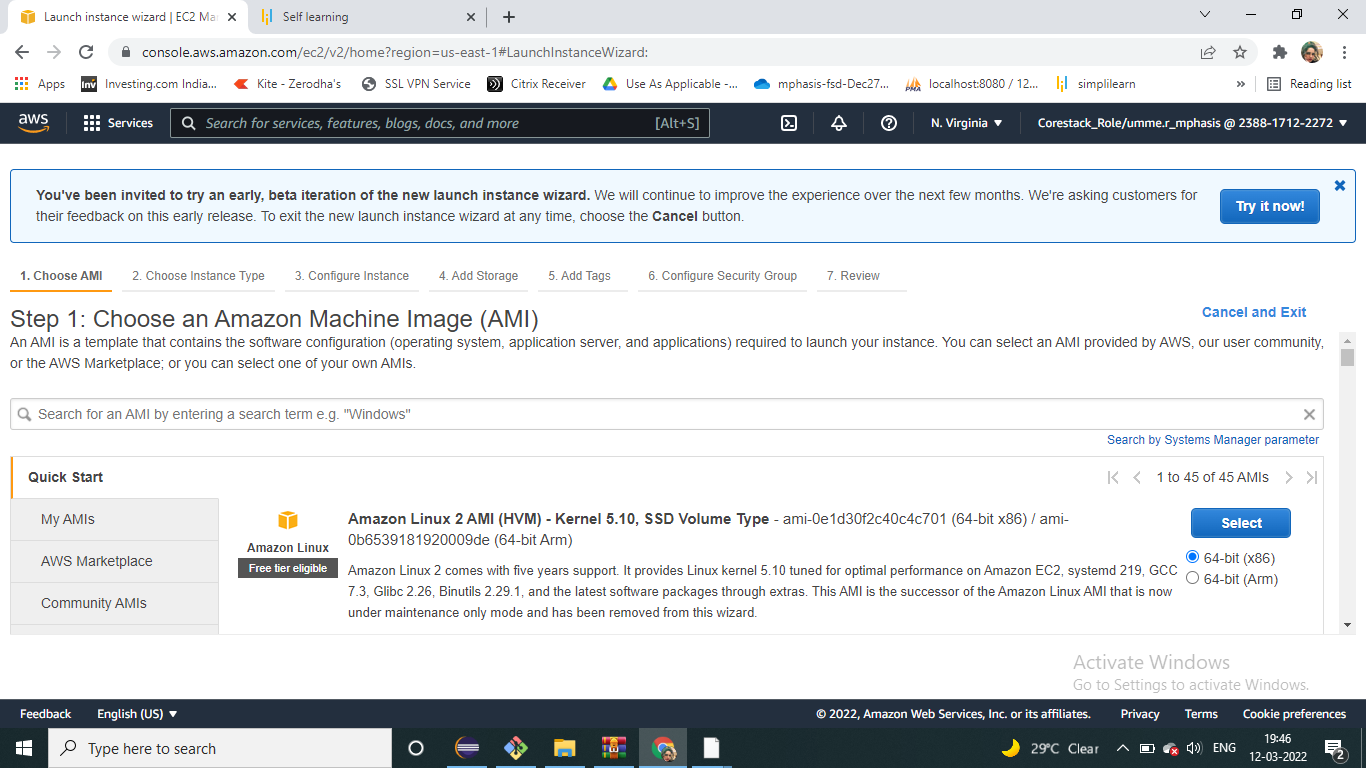 Launch instance wizard | EC2 Ma
Self learning
console.aws.amazon.com/ec2/v2/home?region=us-east-1#LaunchInstanceWizard:
Apps
inv
Investing.com India...
Kite - Zerodha's
SSL VPN Service
Citrix Receiver
Use As Applicable -...
mphasis-fsd-Dec27...
localhost:8080 / 12...
simplilearn
»
Reading list
aws
Services
Search for services, features, blogs, docs, and more
[Alt+S]
N. Virginia
Corestack_Role/umme.r_mphasis @ 2388-1712-2272
You've been invited to try an early, beta iteration of the new launch instance wizard. We will continue to improve the experience over the next few months. We're asking customers for
their feedback on this early release. To exit the new launch instance wizard at any time, choose the Cancel button.
Try it now!
1. Choose AMI
2. Choose Instance Type
3. Configure Instance
4. Add Storage
5. Add Tags
6. Configure Security Group
7. Review
Step 1: Choose an Amazon Machine Image (AMI)
Cancel and Exit
An AMI is a template that contains the software configuration (operating system, application server, and applications) required to launch your instance. You can select an AMI provided by AWS, our user community,
or the AWS Marketplace; or you can select one of your own AMIs.
Search for an AMI by entering a search term e.g. "Windows"
Search by Systems Manager parameter
Quick Start
1 to 45 of 45 AMIs
My AMIs
AWS Marketplace
Community AMIs
Amazon Linux
Free tier eligible
Amazon Linux 2 AMI (HVM) - Kernel 5.10, SSD Volume Type - ami-0e1d30f2c40c4c701 (64-bit x86) / ami-
0b6539181920009de (64-bit Arm)
Amazon Linux 2 comes with five years support. It provides Linux kernel 5.10 tuned for optimal performance on Amazon EC2, systemd 219, GCC
7.3, Glibc 2.26, Binutils 2.29.1, and the latest software packages through extras. This AMI is the successor of the Amazon Linux AMI that is now
under maintenance only mode and has been removed from this wizard.
Select
64-bit (x86)
64-bit (Arm)
Activate Windows
Go to Settings to activate Windows.
Feedback
English (US)
© 2022, Amazon Web Services, Inc. or its affiliates.
Privacy
Terms
Cookie preferences
Type here to search
29°C Clear
ENG
19:46
12-03-2022
2